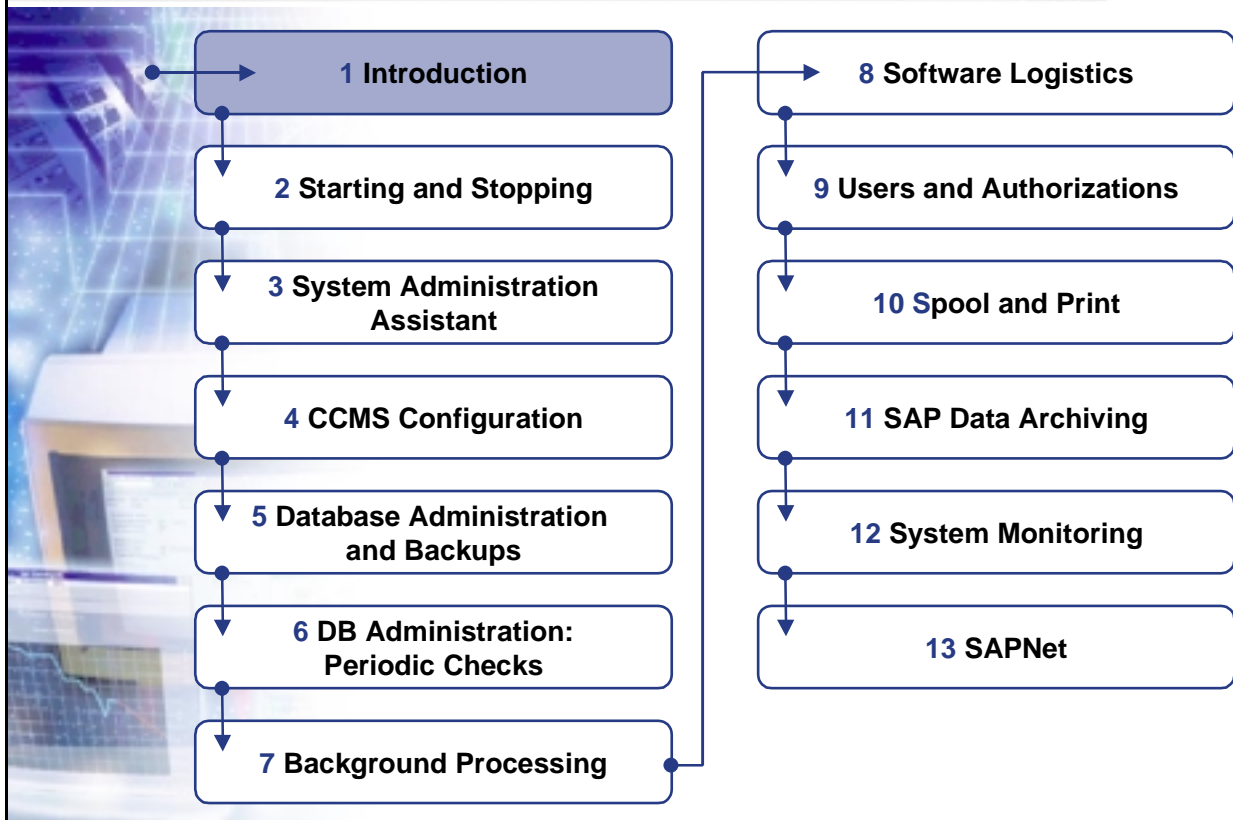 1 Introduction
2 Starting and Stopping
3 System Administration
Assistant
4 CCMS Configuration
5 Database Administration
and Backups
6 DB Administration:
Periodic Checks
7 Background Processing
8 Software Logistics
9 Users and Authorizations
10 Spool and Print
11 SAP Data Archiving
12 System Monitoring
13 SAPNet